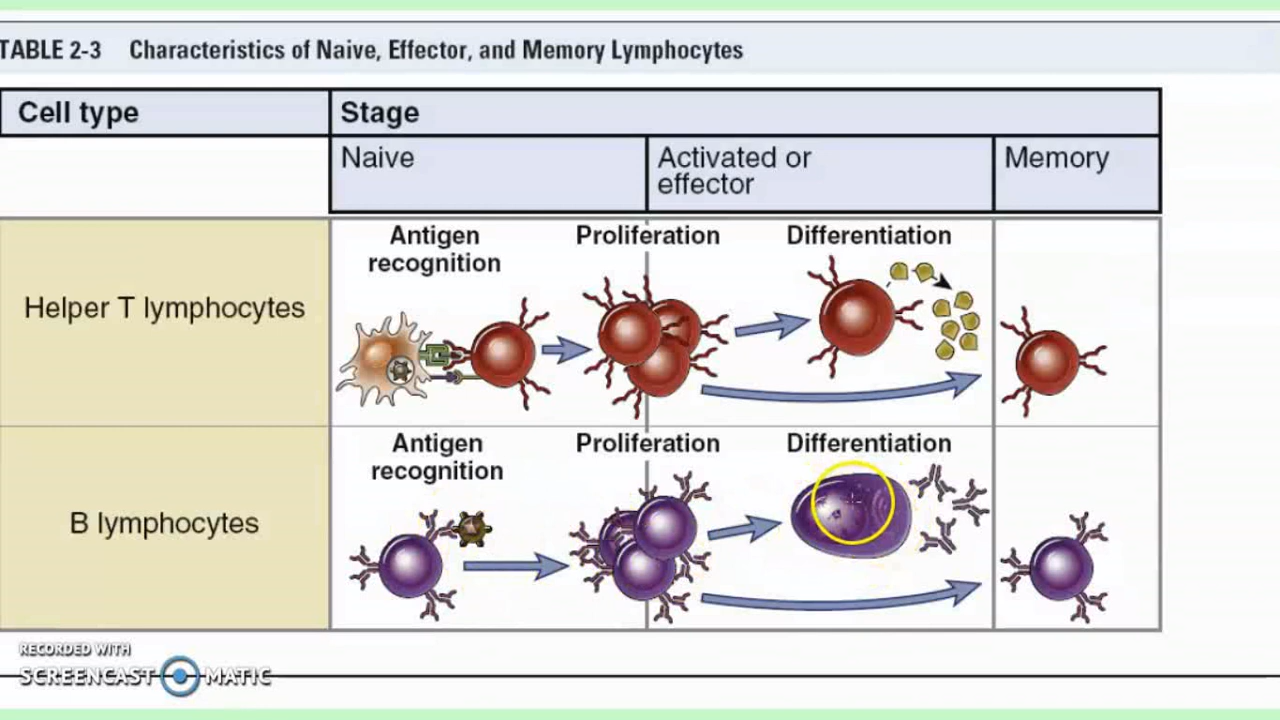 TABLE 2-3 Characteristics of Naive, Effector, and Memory Lymphocytes
Cell type
Stage
Naive
Activated or
effector
Memory
Antigen
recognition
Proliferation
Differentiation
Helper T lymphocytes
Antigen
recognition
Proliferation
Differentiation
B lymphocytes
RECORDED WITH
SCREENCAST-O-MATIC